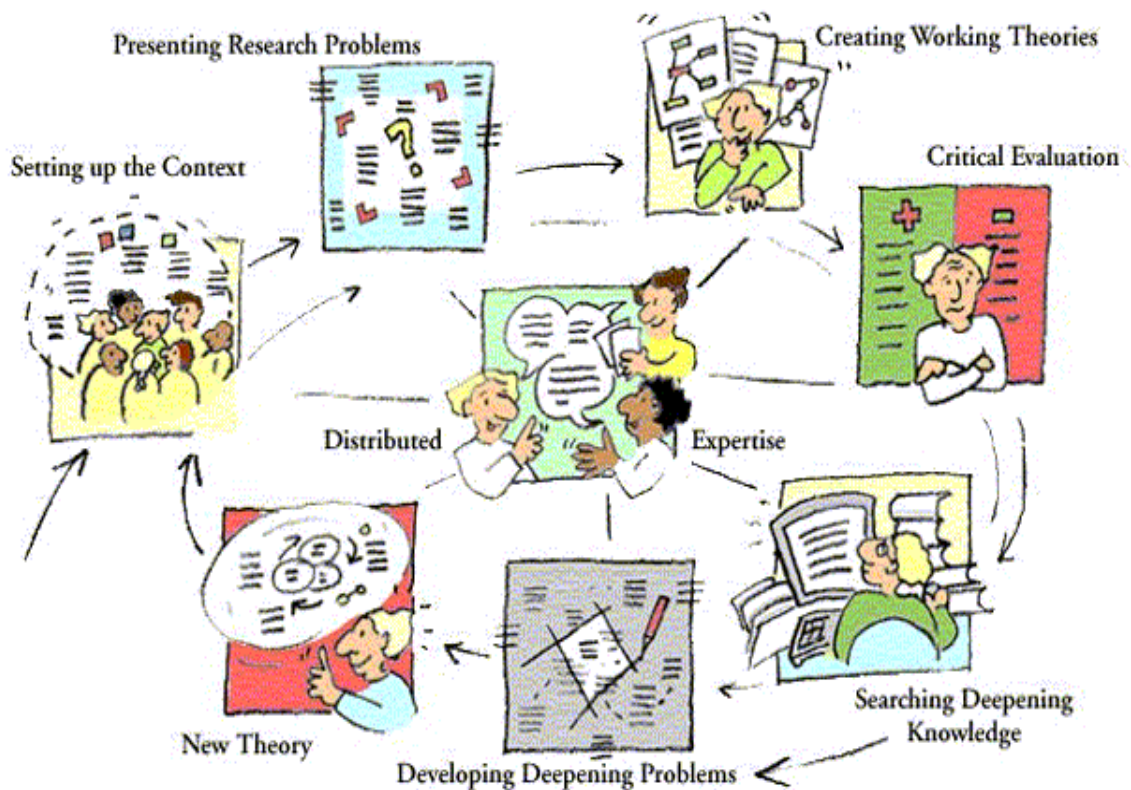 Presenting Research Problems
Creating Working Theories
Setting up the Context
Critical Evaluation
Distributed
Expertise
New Theory
Searching Deepening
Knowledge
Developing Deepening Problems